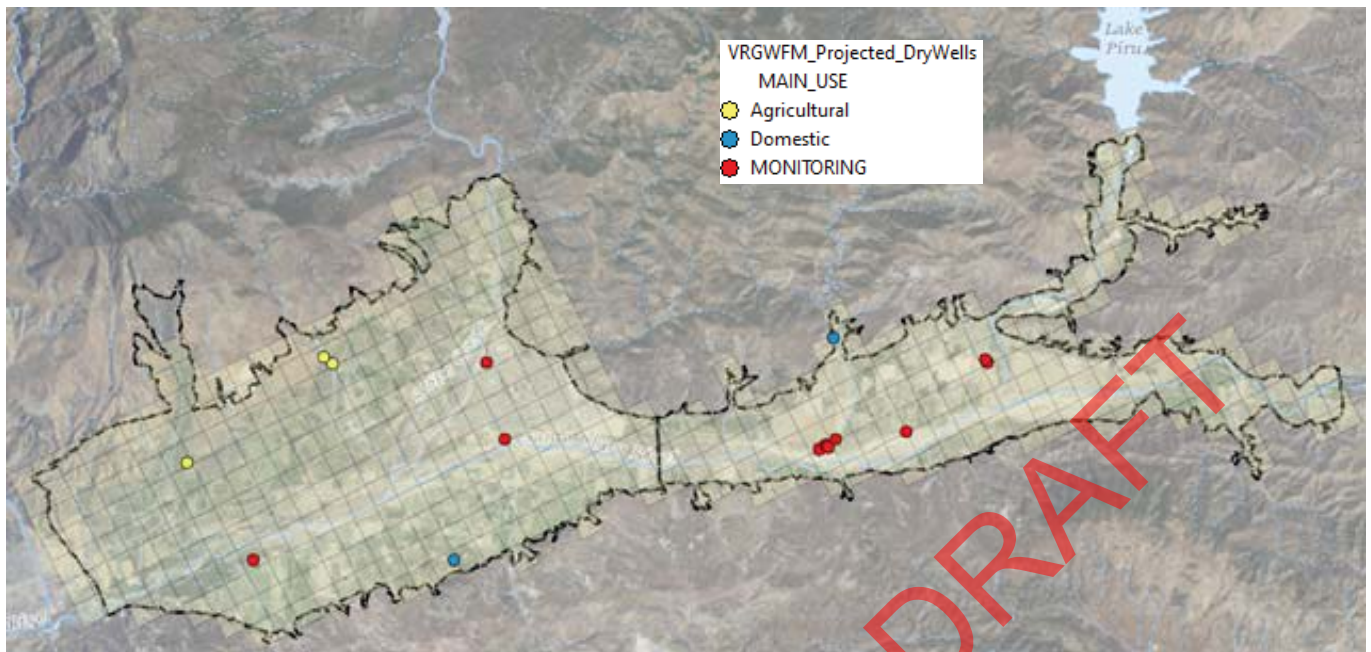 Lake
Piru
VRGWFM_Projected_DryWells
MAIN_USE
Agricultural
Domestic
MONITORING
DRAFT